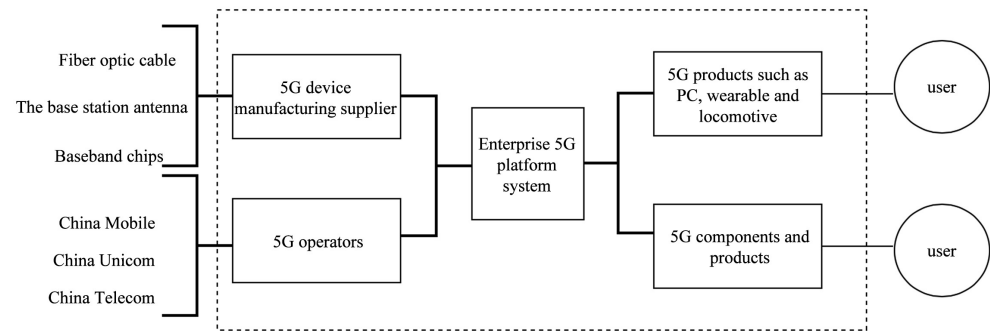 Fiber optic cable
The base station antenna
Baseband chips
China Mobile
China Unicom
China Telecom
5G device
manufacturing supplier
5G operators
Enterprise 5G
platform
system
5G products such as
PC, wearable and
locomotive
5G components and
products
user
user